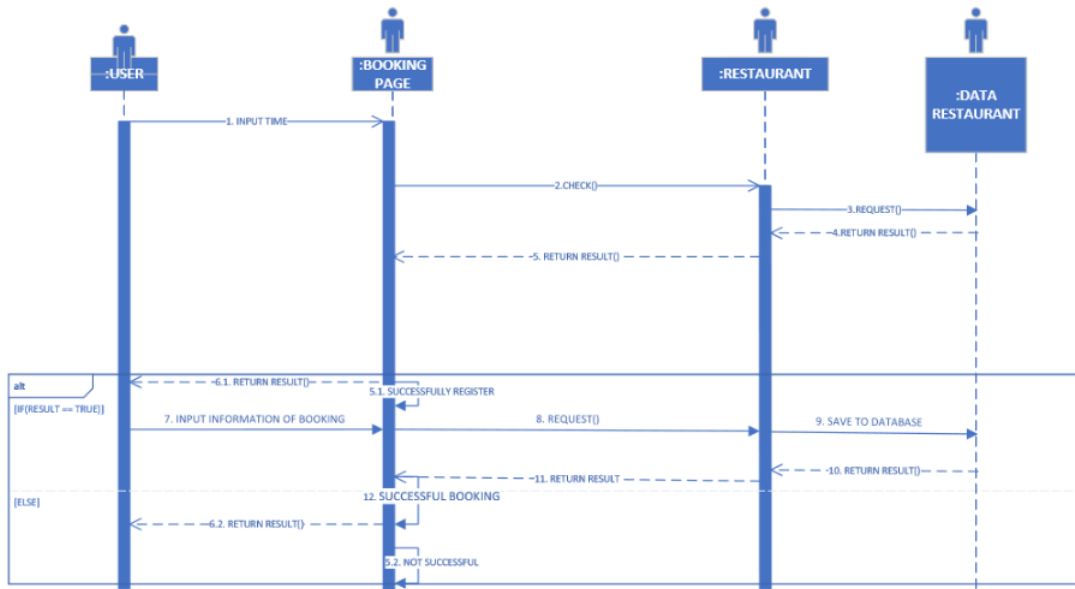 :USER
:BOOKING
PAGE
:RESTAURANT
:DATA
RESTAURANT
1. INPUT TIME
2.CHECK()
3.REQUEST()
4.RETURN RESULT()
5. RETURN RESULT()
alt
[IF(RESULT == TRUE)]
6.1. RETURN RESULT()
5.1. SUCCESSFULLY REGISTER
7. INPUT INFORMATION OF BOOKING
8. REQUEST()
9. SAVE TO DATABASE
10. RETURN RESULT()
11. RETURN RESULT
12. SUCCESSFUL BOOKING
[ELSE]
6.2. RETURN RESULT()
5.2. NOT SUCCESSFUL